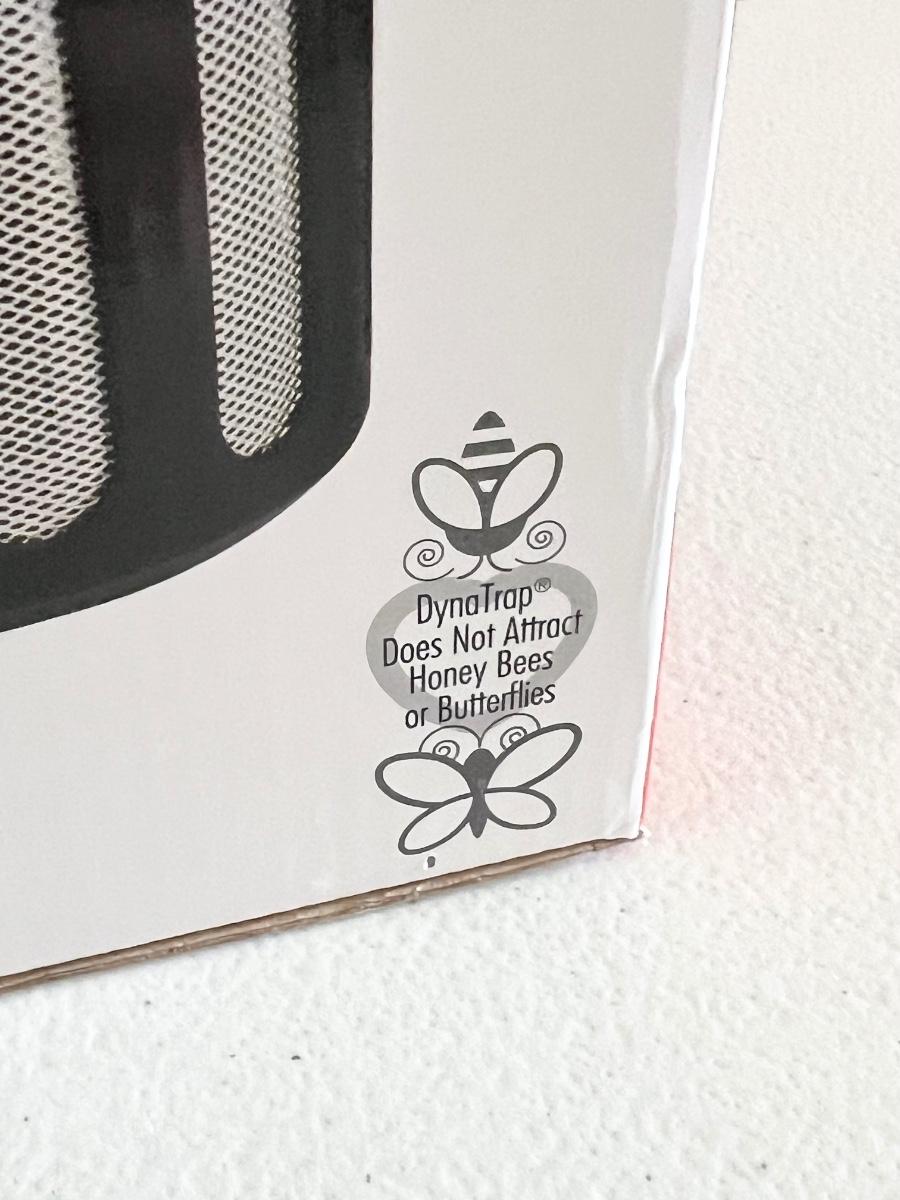 DynaTrap®
Does Not Attract
Honey Bees
or Butterflies